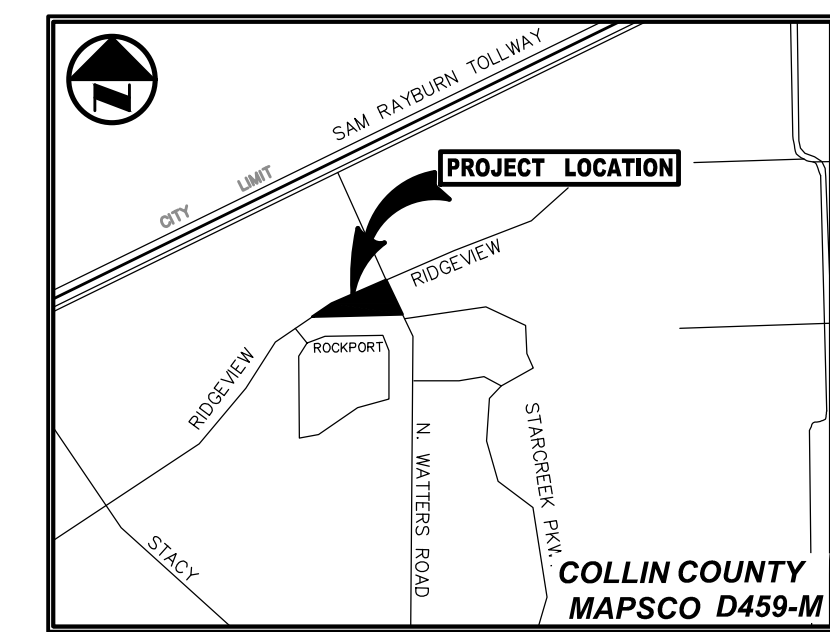 N
SAM RAYBURN TOLLWAY
CITY LIMIT
PROJECT LOCATION
RIDGEVIEW
ROCKPORT
RIDGEVIEW
N. WATTERS ROAD
STARCREEK PKW.
STACY
COLLIN COUNTY
MAPSCO D459-M